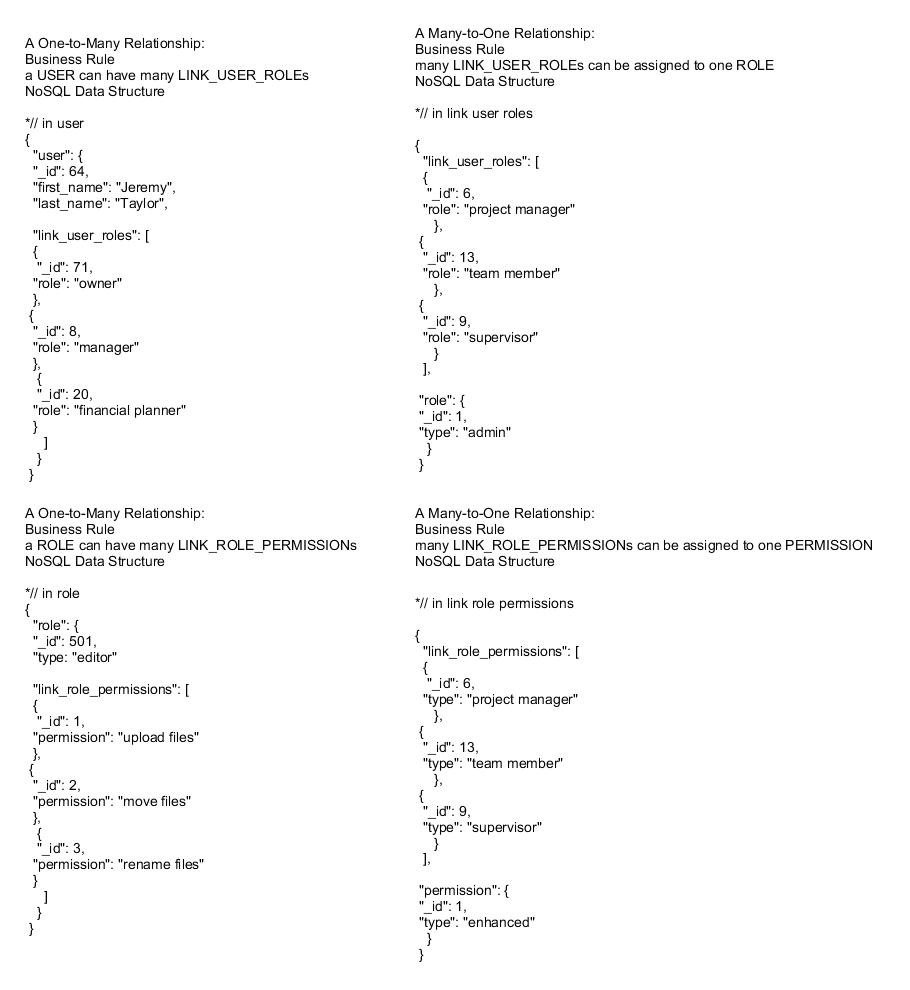 A One-to-Many Relationship:
Business Rule
a USER can have many LINK_USER_ROLEs
NoSQL Data Structure

*// in user
{
"user": {
"_id": 64,
"first_name": "Jeremy",
"last_name": "Taylor",

"link_user_roles": [
{
"_id": 71,
"role": "owner"
},
{
"_id": 8,
"role": "manager"
},
{
"_id": 20,
"role": "financial planner"
}
]
}
}

A Many-to-One Relationship:
Business Rule
many LINK_USER_ROLEs can be assigned to one ROLE
NoSQL Data Structure

*// in link user roles

{
"link_user_roles": [
{
"_id": 6,
"role": "project manager"
},
{
"_id": 13,
"role": "team member"
},
{
"_id": 9,
"role": "supervisor"
}
],

"role": {
"_id": 1,
"type": "admin"
}
}

A One-to-Many Relationship:
Business Rule
a ROLE can have many LINK_ROLE_PERMISSIONs
NoSQL Data Structure

*// in role
{
"role": {
"_id": 501,
"type: "editor"

"link_role_permissions": [
{
"_id": 1,
"permission": "upload files"
},
{
"_id": 2,
"permission": "move files"
},
{
"_id": 3,
"permission": "rename files"
}
]
}
}

A Many-to-One Relationship:
Business Rule
many LINK_ROLE_PERMISSIONs can be assigned to one PERMISSION
NoSQL Data Structure

*// in link role permissions

{
"link_role_permissions": [
{
"_id": 6,
"type": "project manager"
},
{
"_id": 13,
"type": "team member"
},
{
"_id": 9,
"type": "supervisor"
}
],

"permission": {
"_id": 1,
"type": "enhanced"
}
}